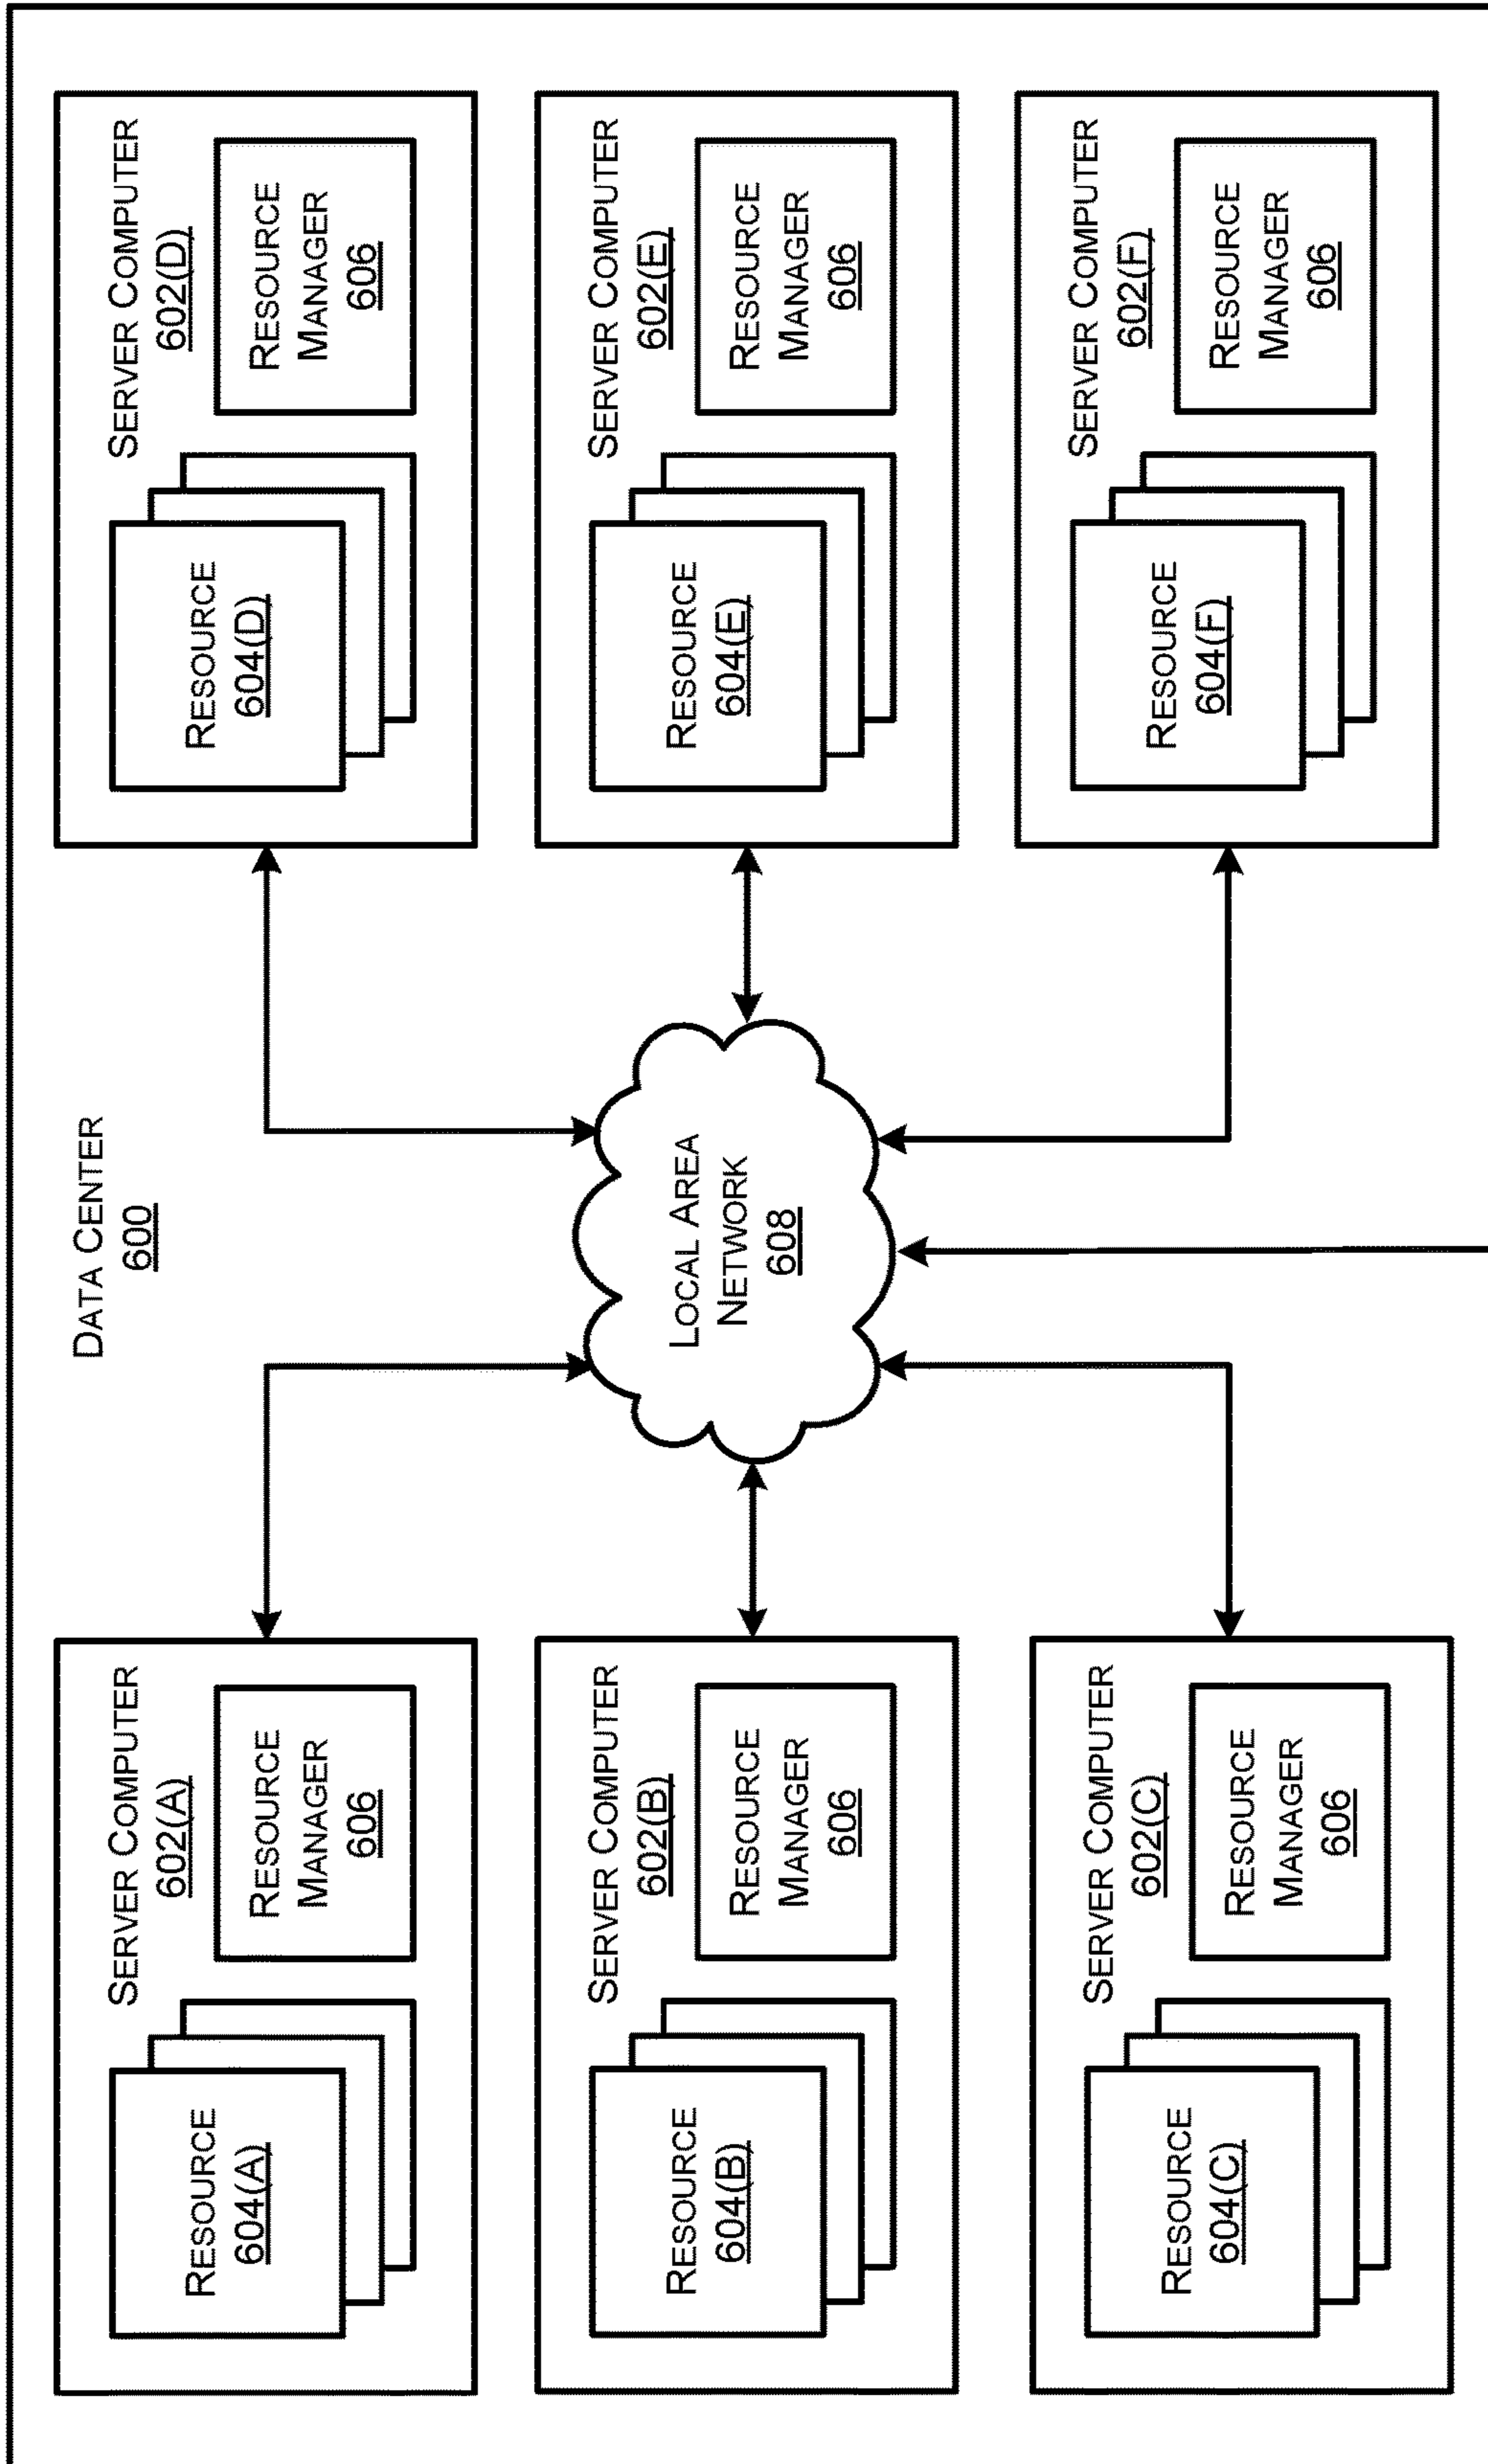 DATA CENTER
600
SERVER COMPUTER
602(A)
RESOURCE
604(A)
RESOURCE
MANAGER
606
SERVER COMPUTER
602(B)
RESOURCE
604(B)
RESOURCE
MANAGER
606
SERVER COMPUTER
602(C)
RESOURCE
604(C)
RESOURCE
MANAGER
606
LOCAL AREA
NETWORK
608
SERVER COMPUTER
602(D)
RESOURCE
604(D)
RESOURCE
MANAGER
606
SERVER COMPUTER
602(E)
RESOURCE
604(E)
RESOURCE
MANAGER
606
SERVER COMPUTER
602(F)
RESOURCE
604(F)
RESOURCE
MANAGER
606